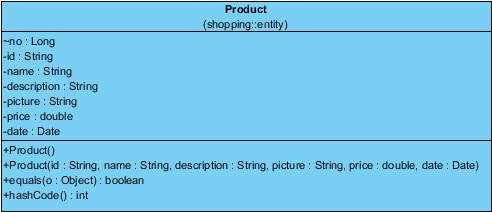 Product
(shopping::entity)
~no : Long
-id : String
-name : String
-description : String
-picture : String
-price : double
-date : Date
+Product()
+Product(id : String, name : String, description : String, picture : String, price : double, date : Date)
+equals(o : Object) : boolean
+hashCode() : int